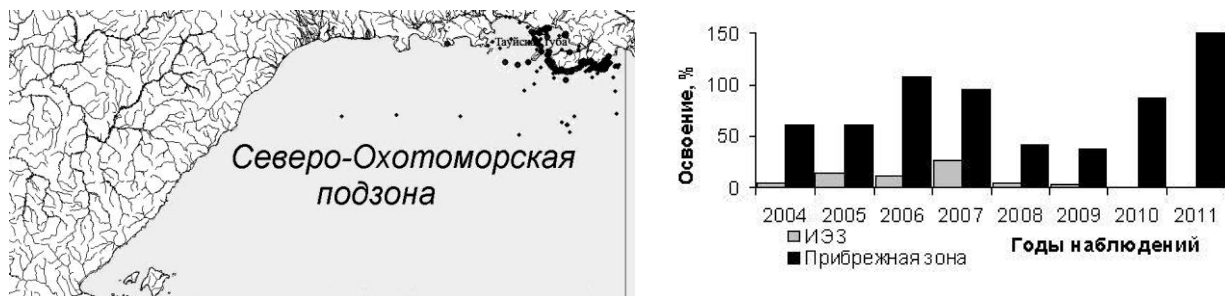 Тауйская губа
Северо-Охотоморская
подзона
Освоение, %
150
100
50
0
2004 2005 2006 2007 2008 2009 2010 2011
ИЭЗ
Прибрежная зона
Годы наблюдений